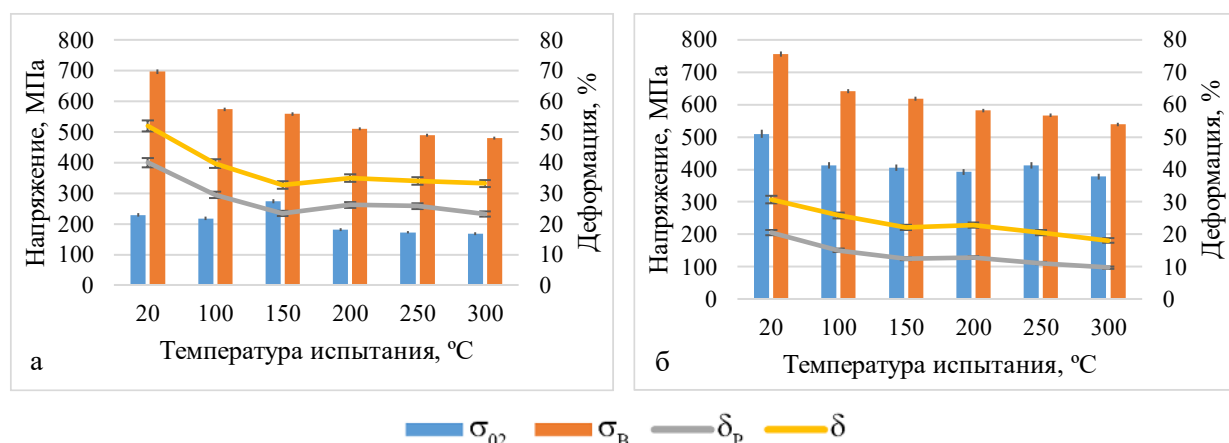 800 80
700 70
600 60
500 50
400 40
300 30
200 20
100 10
0 0
Напряжение, МПа
Деформация, %
20 100 150 200 250 300
Температура испытания, ºС
а
800 80
700 70
600 60
500 50
400 40
300 30
200 20
100 10
0 0
Напряжение, МПа
Деформация, %
20 100 150 200 250 300
Температура испытания, ºС
б
σ02 σВ δР δ